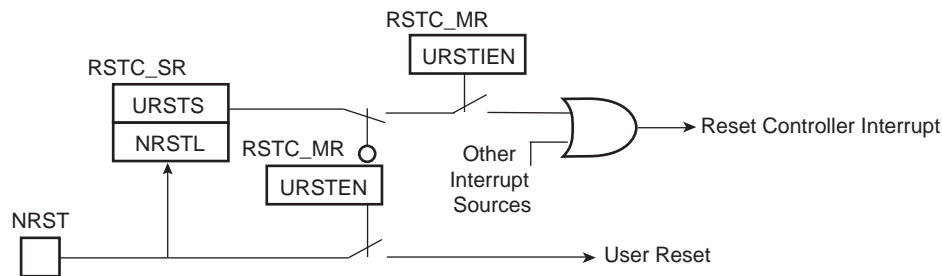 RSTC_MR
URSTIEN
RSTC_SR
URSTS
NRSTL
RSTC_MR
URSTEN
Other
Interrupt
Sources
Reset Controller Interrupt
NRST
User Reset